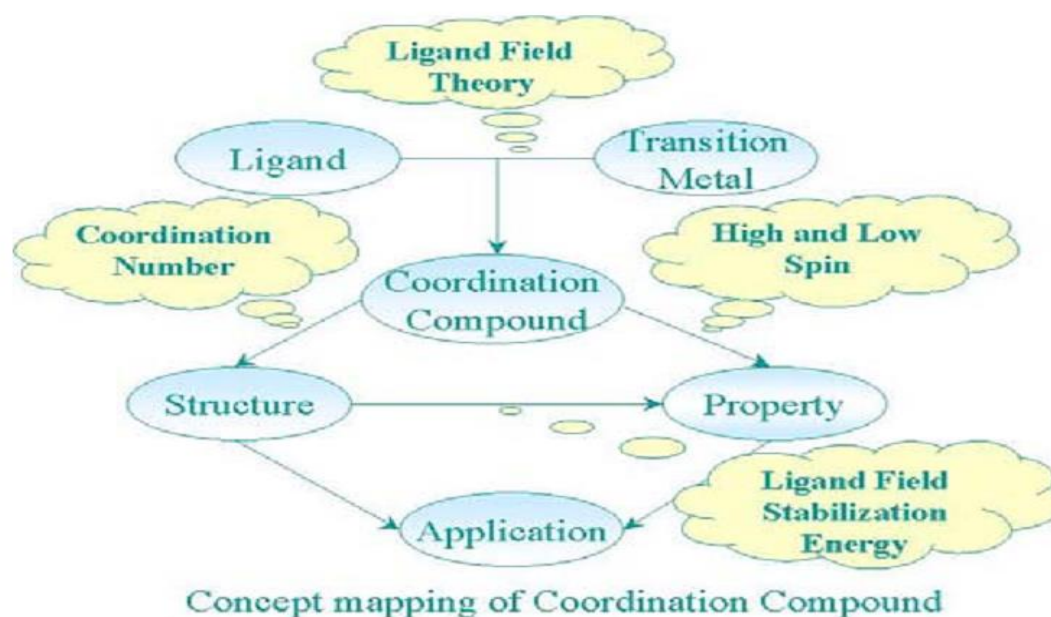 Ligand Field
Theory
Ligand
Transition
Metal
Coordination
Number
High and Low
Spin
Coordination
Compound
Structure
Property
Ligand Field
Stabilization
Energy
Application
Concept mapping of Coordination Compound